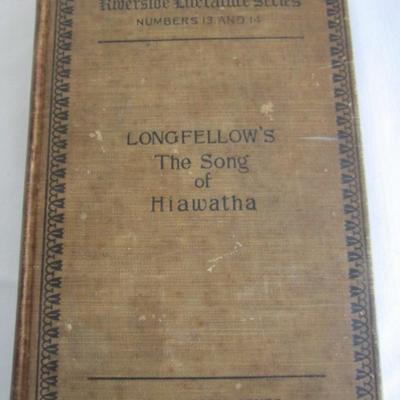 Riverside Literature Series
NUMBERS 13 AND 14
LONGFELLOW'S
The Song
of
Hiawatha